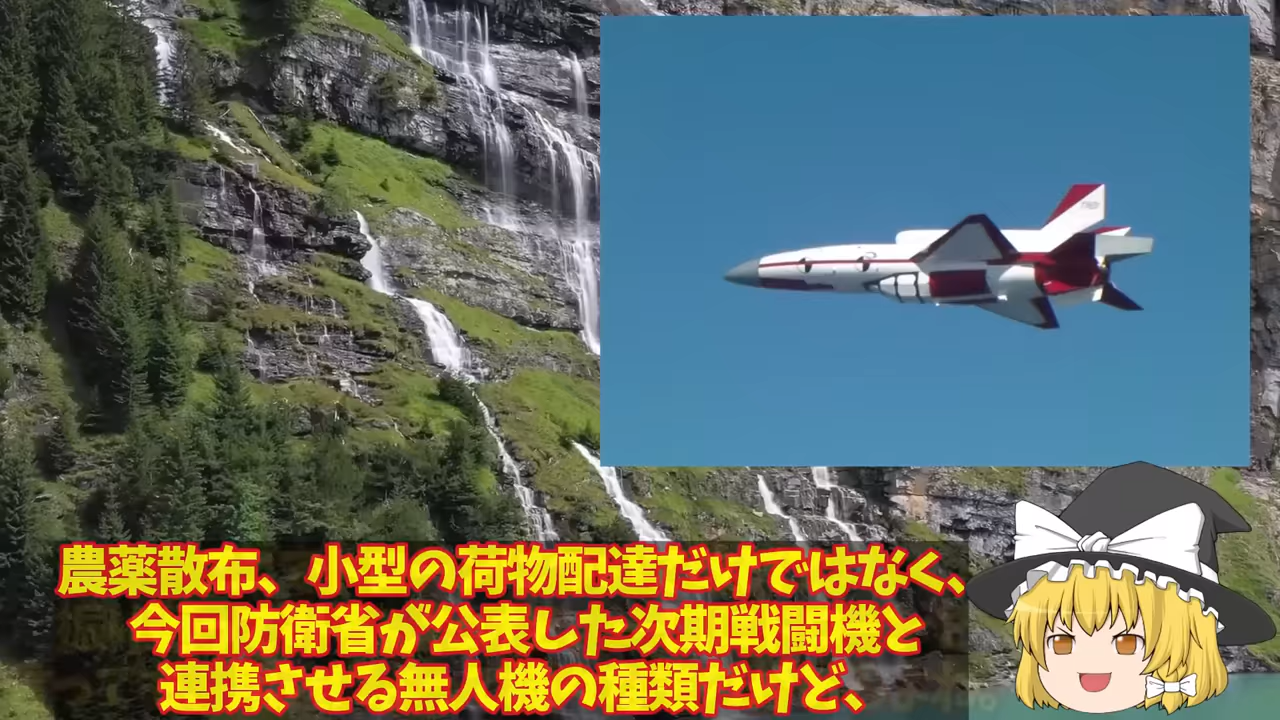 農薬散布、小型の荷物配達だけではなく、
今回防衛省が公表した次期戦闘機と
連携させる無人機の種類だけど、